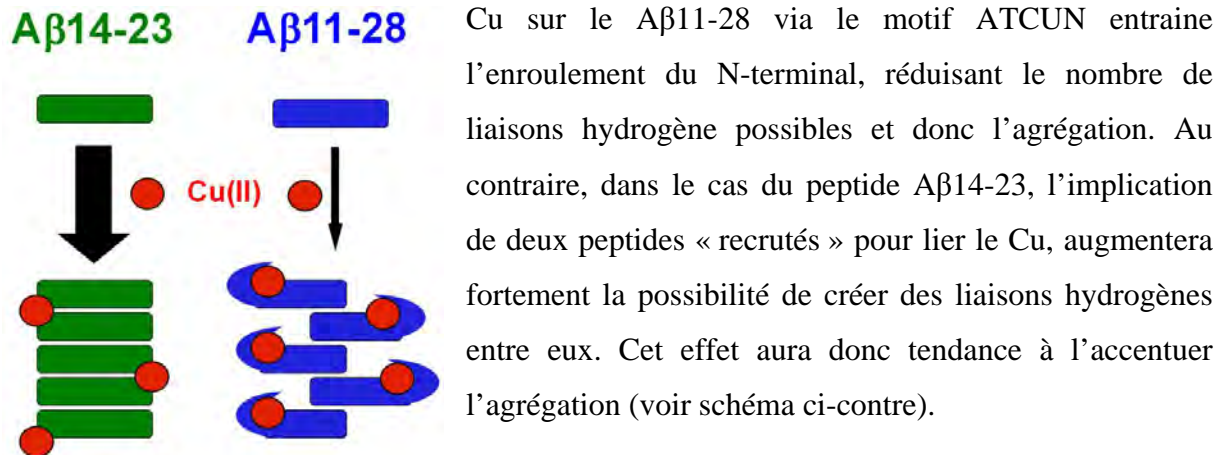 Aβ14-23 Aβ11-28
Cu(II)
Cu sur le Aβ11-28 via le motif ATCUN entraine
l’enroulement du N-terminal, réduisant le nombre de
liaisons hydrogène possibles et donc l’agrégation. Au
contraire, dans le cas du peptide Aβ14-23, l’implication
de deux peptides « recrutés » pour lier le Cu, augmentera
fortement la possibilité de créer des liaisons hydrogènes
entre eux. Cet effet aura donc tendance à l’accentuer
l’agrégation (voir schéma ci-contre).